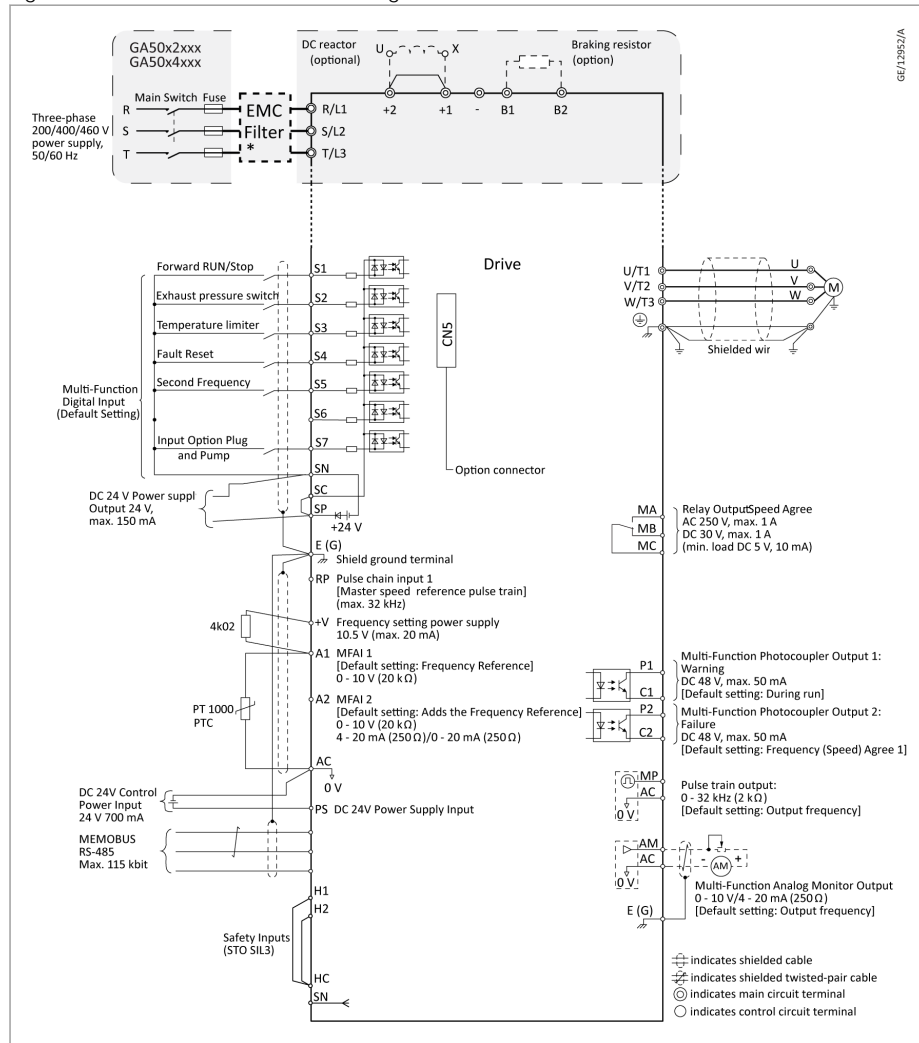 GE/12952/A
GA50x2xxx
GA50x4xxx
DC reactor
(optional)
U
X
Braking resistor
(option)
Main Switch
Fuse
EMC
Filter
*
R
S
T
R/L1
S/L2
T/L3
+2
+1
-
B1
B2
Three-phase
200/400/460 V
power supply,
50/60 Hz
Drive
Forward RUN/Stop
S1
Exhaust pressure switch
S2
Temperature limiter
S3
Fault Reset
S4
Second Frequency
S5
S6
Input Option Plug
and Pump
S7
Multi-Function
Digital Input
(Default Setting)
CN5
Option connector
SN
SC
SP
+24 V
DC 24 V Power suppl
Output 24 V,
max. 150 mA
E (G)
Shield ground terminal
RP
Pulse chain input 1
[Master speed reference pulse train]
(max. 32 kHz)
4k02
+V
Frequency setting power supply
10.5 V (max. 20 mA)
A1
MFAI 1
[Default setting: Frequency Reference]
0 - 10 V (20 kΩ)
PT 1000
PTC
A2
MFAI 2
[Default setting: Adds the Frequency Reference]
0 - 10 V (20 kΩ)
4 - 20 mA (250 Ω)/0 - 20 mA (250 Ω)
AC
0 V
DC 24V Control
Power Input
24 V 700 mA
PS
DC 24V Power Supply Input
MEMOBUS
RS-485
Max. 115 kbit
H1
H2
Safety Inputs
(STO SIL3)
HC
SN
U/T1
V/T2
W/T3
U
V
W
M
Shielded wir
MA
MB
MC
Relay OutputSpeed Agree
AC 250 V, max. 1 A
DC 30 V, max. 1 A
(min. load DC 5 V, 10 mA)
P1
C1
Multi-Function Photocoupler Output 1:
Warning
DC 48 V, max. 50 mA
[Default setting: During run]
P2
C2
Multi-Function Photocoupler Output 2:
Failure
DC 48 V, max. 50 mA
[Default setting: Frequency (Speed) Agree 1]
MP
AC
0 V
Pulse train output:
0 - 32 kHz (2 kΩ)
[Default setting: Output frequency]
AM
AC
0 V
-
AM
+
E (G)
Multi-Function Analog Monitor Output
0 - 10 V/4 - 20 mA (250 Ω)
[Default setting: Output frequency]
indicates shielded cable
indicates shielded twisted-pair cable
indicates main circuit terminal
indicates control circuit terminal